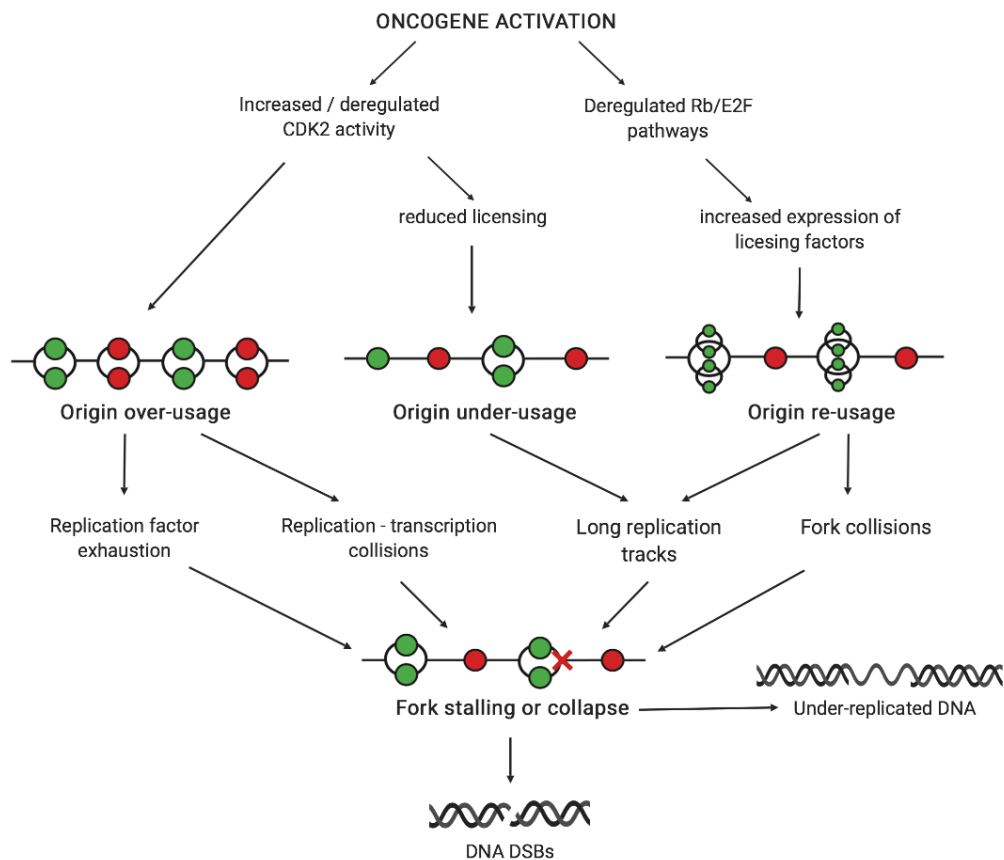 ONCOGENE ACTIVATION
Increased / deregulated
CDK2 activity
Deregulated Rb/E2F
pathways
reduced licensing
increased expression of
licesing factors
Origin over-usage
Origin under-usage
Origin re-usage
Replication factor
exhaustion
Replication - transcription
collisions
Long replication
tracks
Fork collisions
Fork stalling or collapse
Under-replicated DNA
DNA DSBs